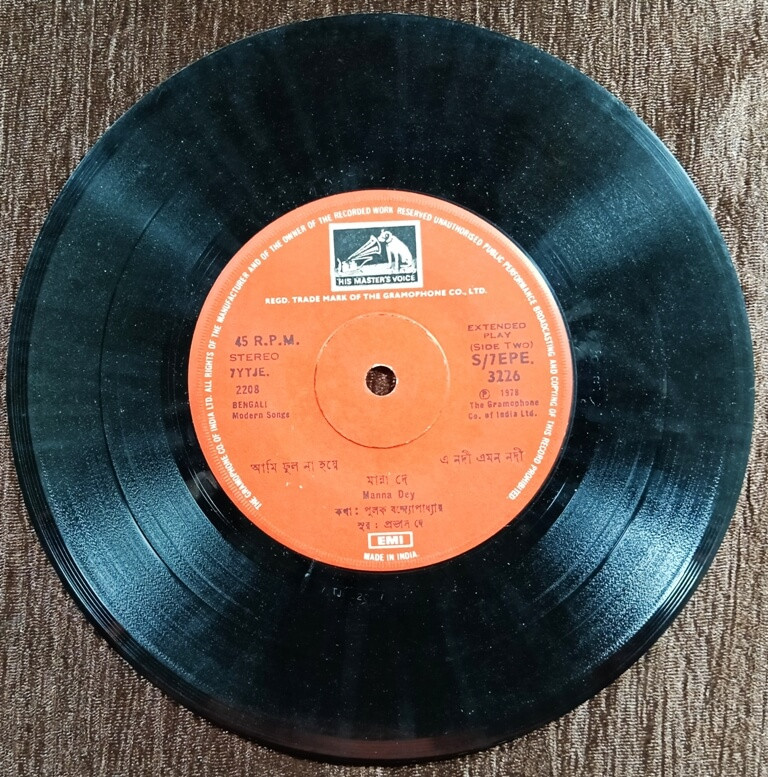 THE GRAMOPHONE CO. OF INDIA LTD. ALL RIGHTS OF THE MANUFACTURER AND OF THE OWNER OF THE RECORDED WORK RESERVED UNAUTHORISED PUBLIC PERFORMANCE BROADCASTING AND COPYING OF THIS RECORD PROHIBITED.
"HIS MASTER'S VOICE"
REGD. TRADE MARK OF THE GRAMOPHONE CO., LTD.
45 R.P.M.
STEREO
7YTJE.
2208
BENGALI
Modern Songs
EXTENDED
PLAY
(SIDE TWO)
S/7EPE.
3226
Ⓟ 1978
The Gramophone
Co. of India Ltd.
আমি ফুল না হয়ে
এ নদী এমন নদী
মান্না দে
Manna Dey
কথা : পুলক বন্দ্যোপাধ্যায়
সুর : প্রভাস দে
EMI
MADE IN INDIA